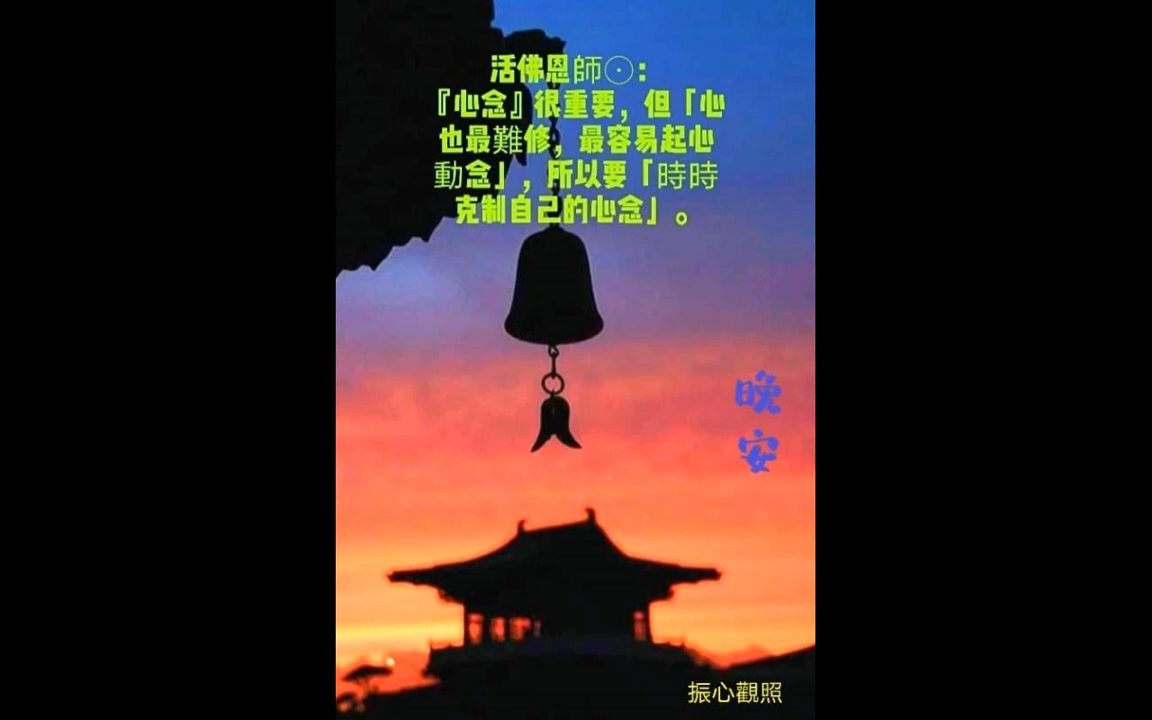 活佛恩師⊙：
『心念』很重要，但「心
也最難修，最容易起心
動念」，所以要「時時
克制自己的心念」。
晚
安
振心觀照